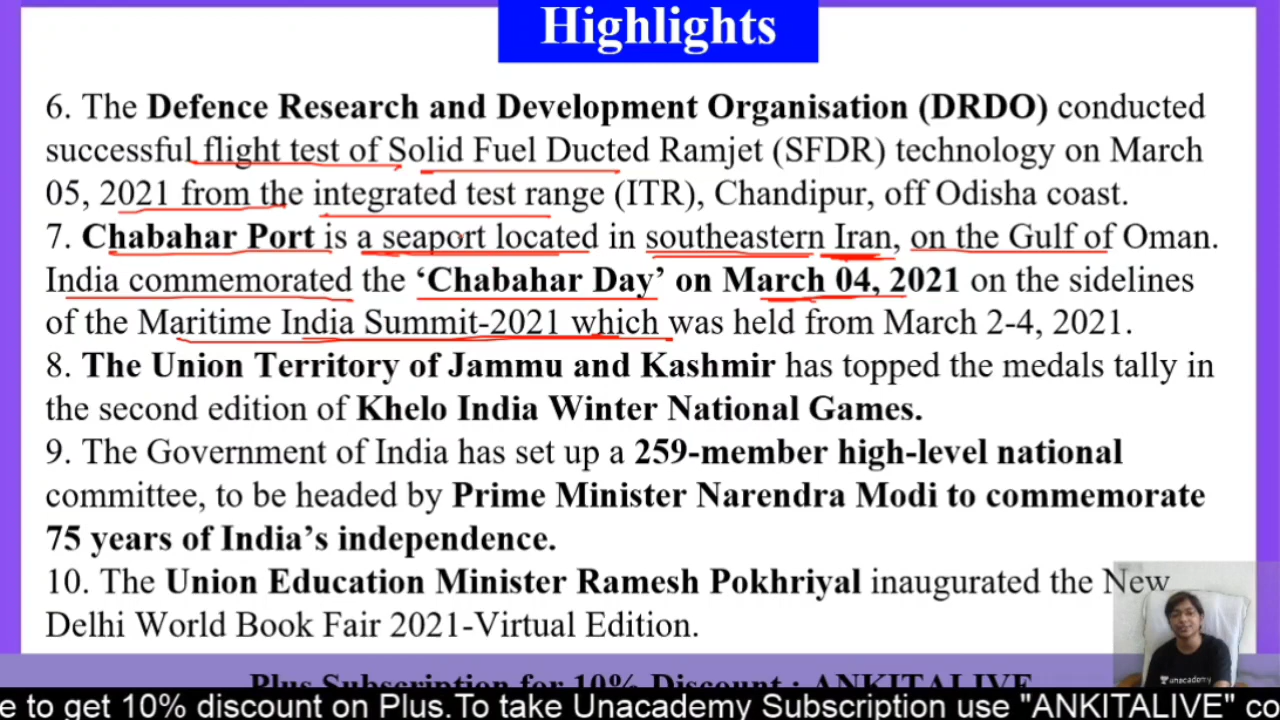 Highlights
6. The Defence Research and Development Organisation (DRDO) conducted
successful flight test of Solid Fuel Ducted Ramjet (SFDR) technology on March
05, 2021 from the integrated test range (ITR), Chandipur, off Odisha coast.
7. Chabahar Port is a seaport located in southeastern Iran, on the Gulf of Oman.
India commemorated the ‘Chabahar Day’ on March 04, 2021 on the sidelines
of the Maritime India Summit-2021 which was held from March 2-4, 2021.
8. The Union Territory of Jammu and Kashmir has topped the medals tally in
the second edition of Khelo India Winter National Games.
9. The Government of India has set up a 259-member high-level national
committee, to be headed by Prime Minister Narendra Modi to commemorate
75 years of India’s independence.
10. The Union Education Minister Ramesh Pokhriyal inaugurated the New
Delhi World Book Fair 2021-Virtual Edition.
unacademy
Plus Subscription for 10% Discount : ANKITALIVE
e to get 10% discount on Plus.To take Unacademy Subscription use "ANKITALIVE" co